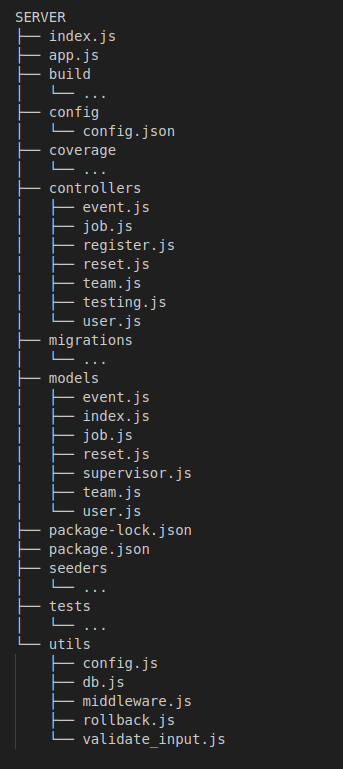 SERVER
├── index.js
├── app.js
├── build
│   └── ...
├── config
│   └── config.json
├── coverage
│   └── ...
├── controllers
│   ├── event.js
│   ├── job.js
│   ├── register.js
│   ├── reset.js
│   ├── team.js
│   ├── testing.js
│   └── user.js
├── migrations
│   └── ...
├── models
│   ├── event.js
│   ├── index.js
│   ├── job.js
│   ├── reset.js
│   ├── supervisor.js
│   ├── team.js
│   └── user.js
├── package-lock.json
├── package.json
├── seeders
│   └── ...
├── tests
│   └── ...
└── utils
    ├── config.js
    ├── db.js
    ├── middleware.js
    ├── rollback.js
    └── validate_input.js